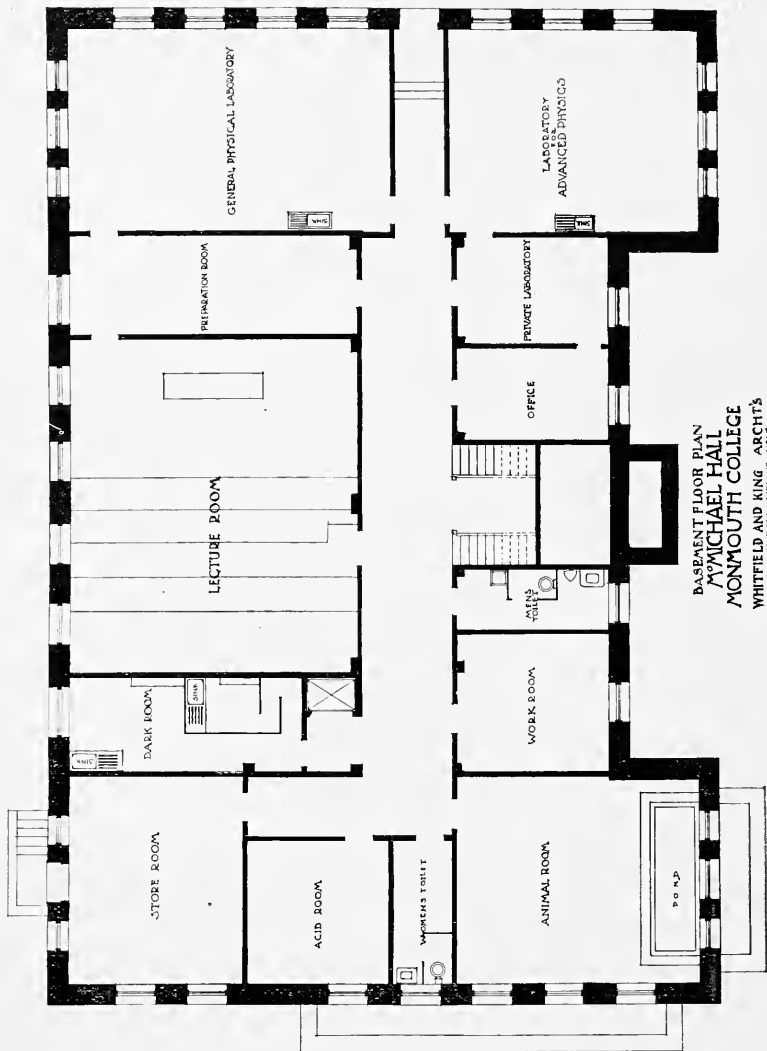 GENERAL PHYSICAL LABORATORY
SINK
LABORATORY
FOR
ADVANCED PHYSICS
SINK
PREPARATION ROOM
PRIVATE LABORATORY
OFFICE
LECTURE ROOM
MENS
TOILET
DARK ROOM
SINK
SINK
WORK ROOM
STORE ROOM
ACID ROOM
WOMENS TOILET
ANIMAL ROOM
POND
BASEMENT FLOOR PLAN
McMICHAEL HALL
MONMOUTH COLLEGE
WHITFIELD AND KING ARCHT'S